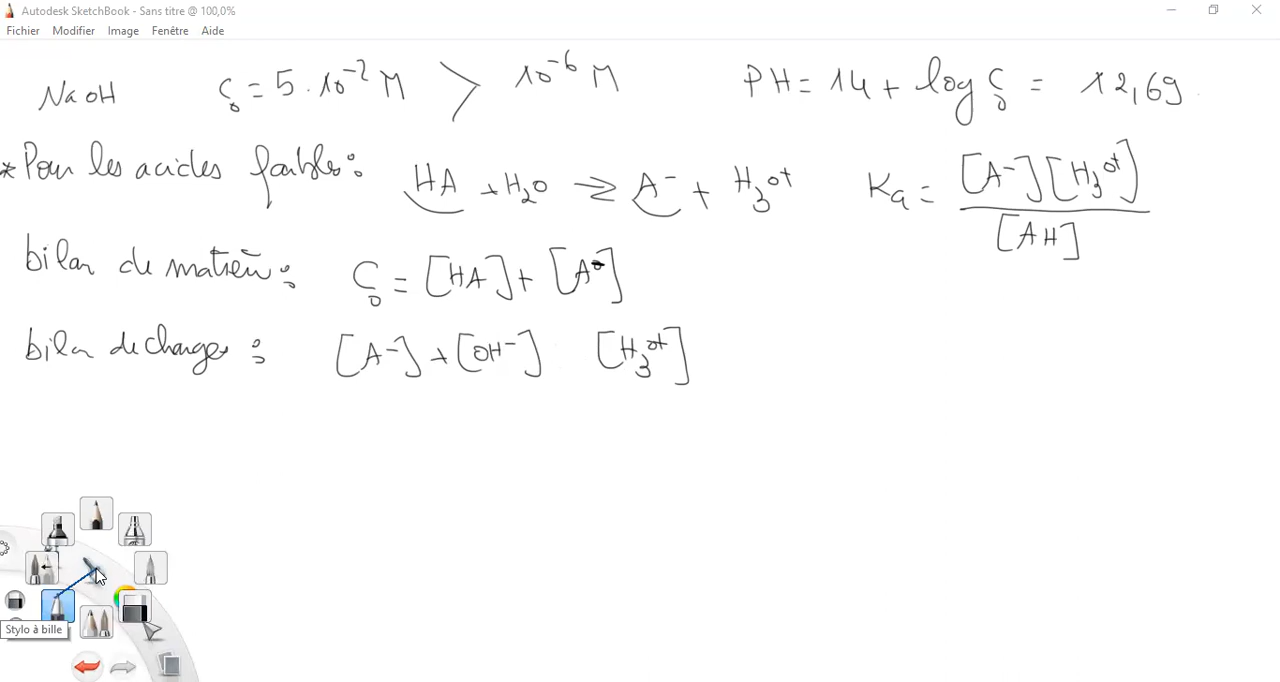 Autodesk SketchBook - Sans titre @ 100,0%
Fichier Modifier Image Fenêtre Aide
NaOH C₀ = 5.10⁻² M > 10⁻⁶ M PH = 14 + log C₀ = 12,69
* Pour les acides faibles : HA + H₂O ⇌ A⁻ + H₃O⁺ Ka = [A⁻][H₃O⁺] / [AH]
bilan de matière : C₀ = [HA] + [A⁻]
bilan de charges : [A⁻] + [OH⁻] [H₃O⁺]
Stylo à bille